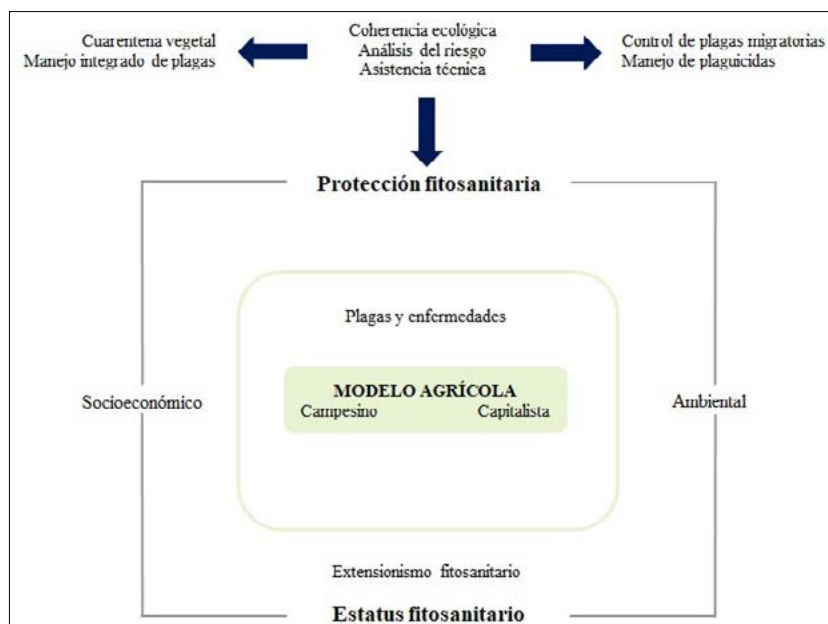 Cuarentena vegetal
Manejo integrado de plagas
Coherencia ecológica
Análisis del riesgo
Asistencia técnica
Control de plagas migratorias
Manejo de plaguicidas
Protección fitosanitaria
Plagas y enfermedades
MODELO AGRÍCOLA
Campesino Capitalista
Socioeconómico
Ambiental
Extensionismo fitosanitario
Estatus fitosanitario